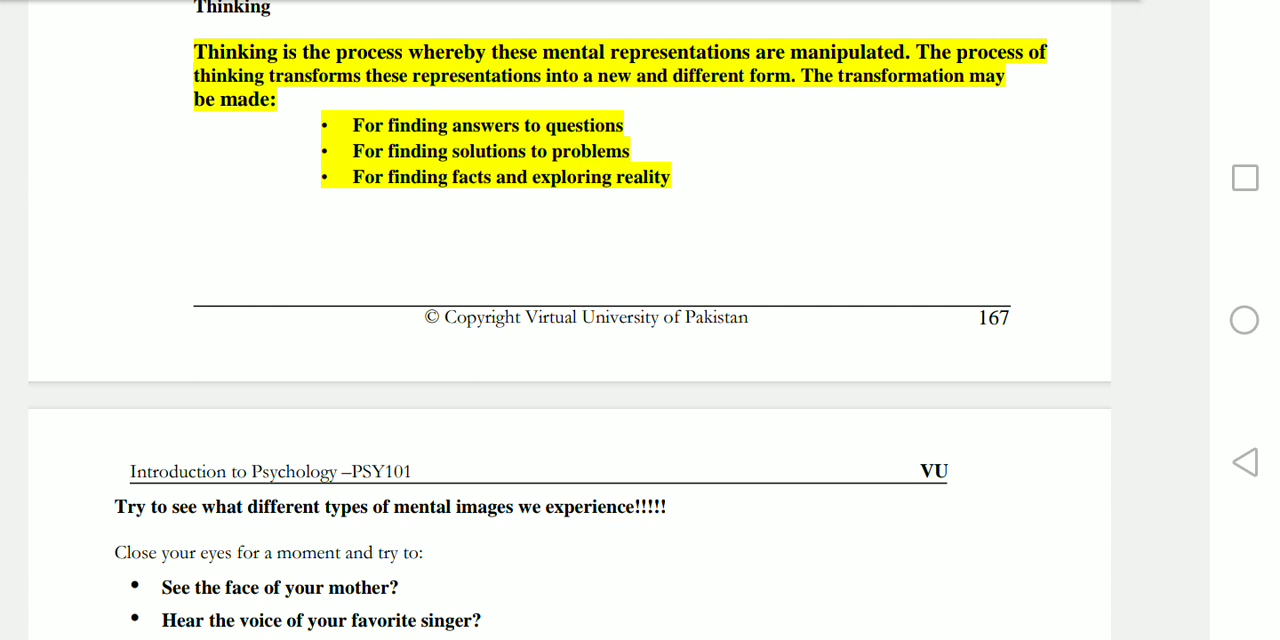 Thinking
Thinking is the process whereby these mental representations are manipulated. The process of
thinking transforms these representations into a new and different form. The transformation may
be made:
• For finding answers to questions
• For finding solutions to problems
• For finding facts and exploring reality
© Copyright Virtual University of Pakistan 167
Introduction to Psychology –PSY101 VU
Try to see what different types of mental images we experience!!!!!
Close your eyes for a moment and try to:
• See the face of your mother?
• Hear the voice of your favorite singer?